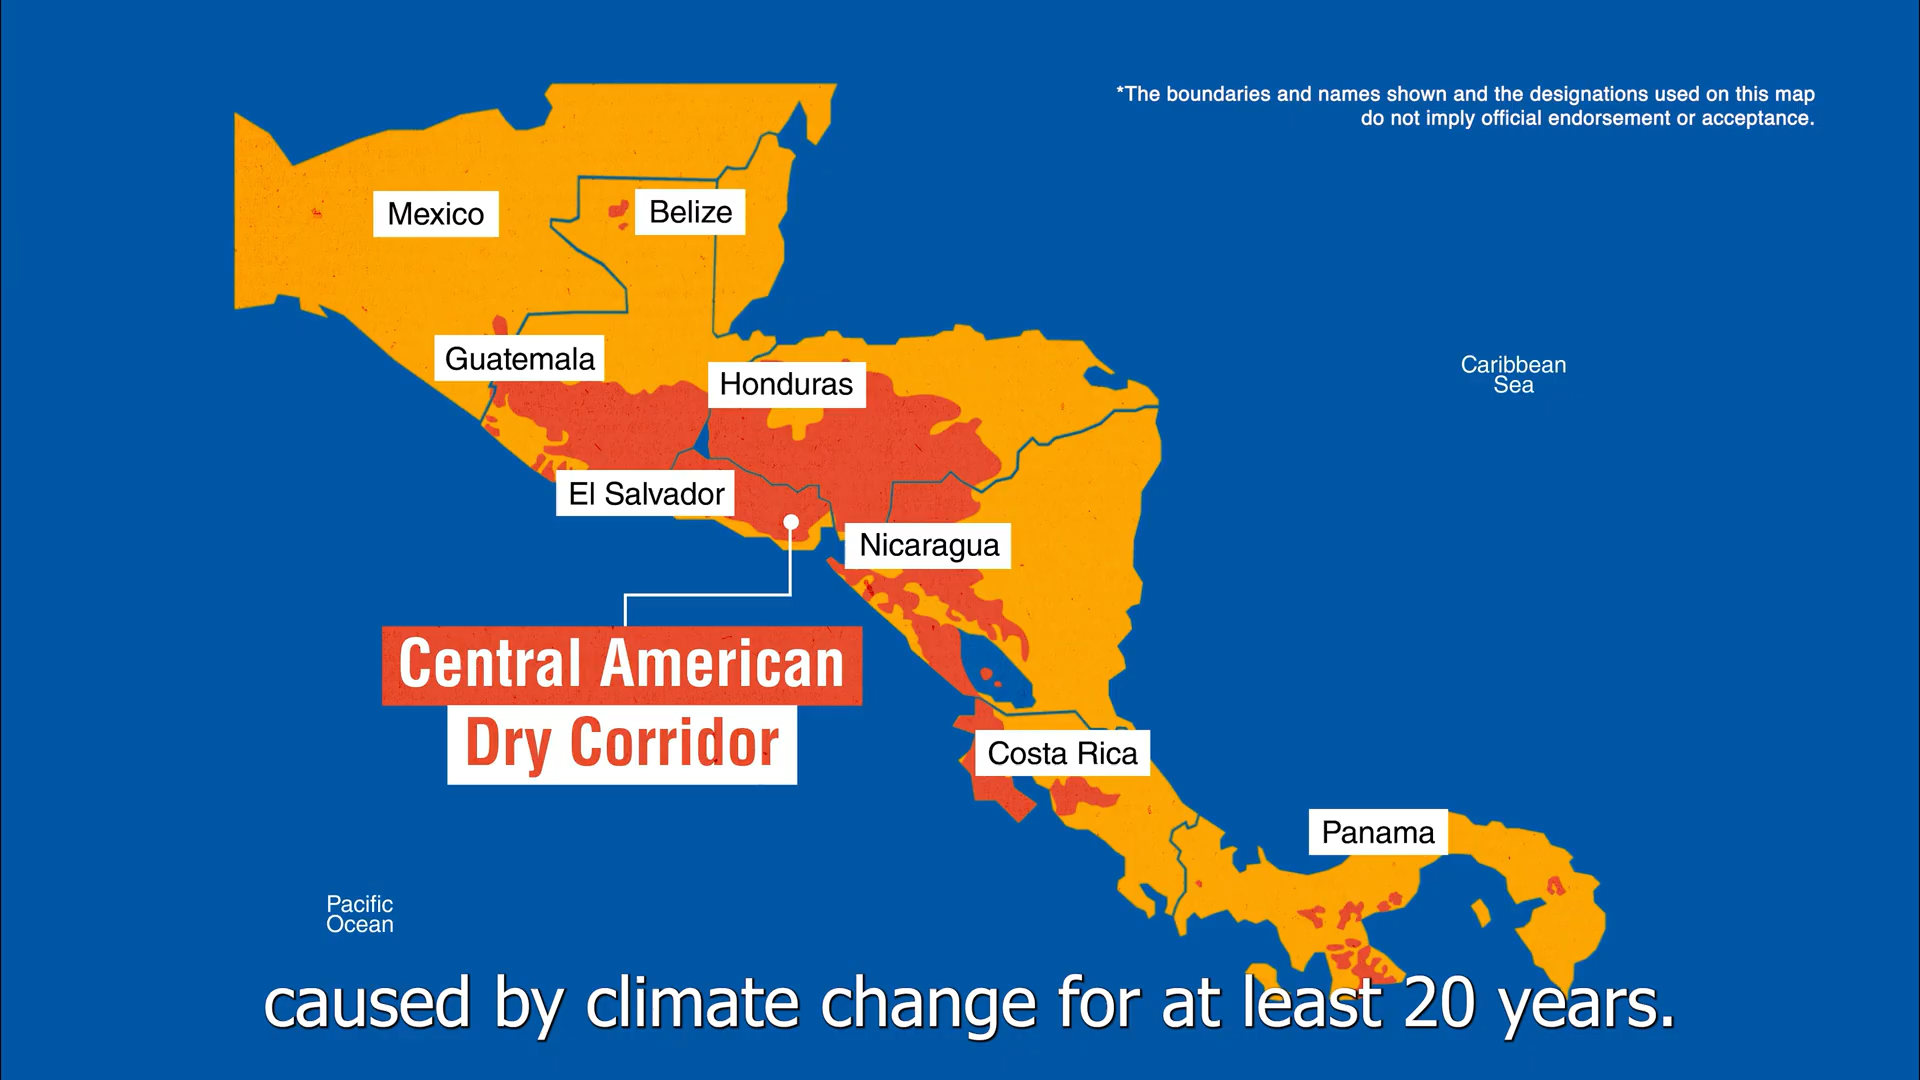 *The boundaries and names shown and the designations used on this map
do not imply official endorsement or acceptance.
Mexico
Belize
Guatemala
Honduras
Caribbean
Sea
El Salvador
Nicaragua
Central American
Dry Corridor
Costa Rica
Panama
Pacific
Ocean
caused by climate change for at least 20 years.